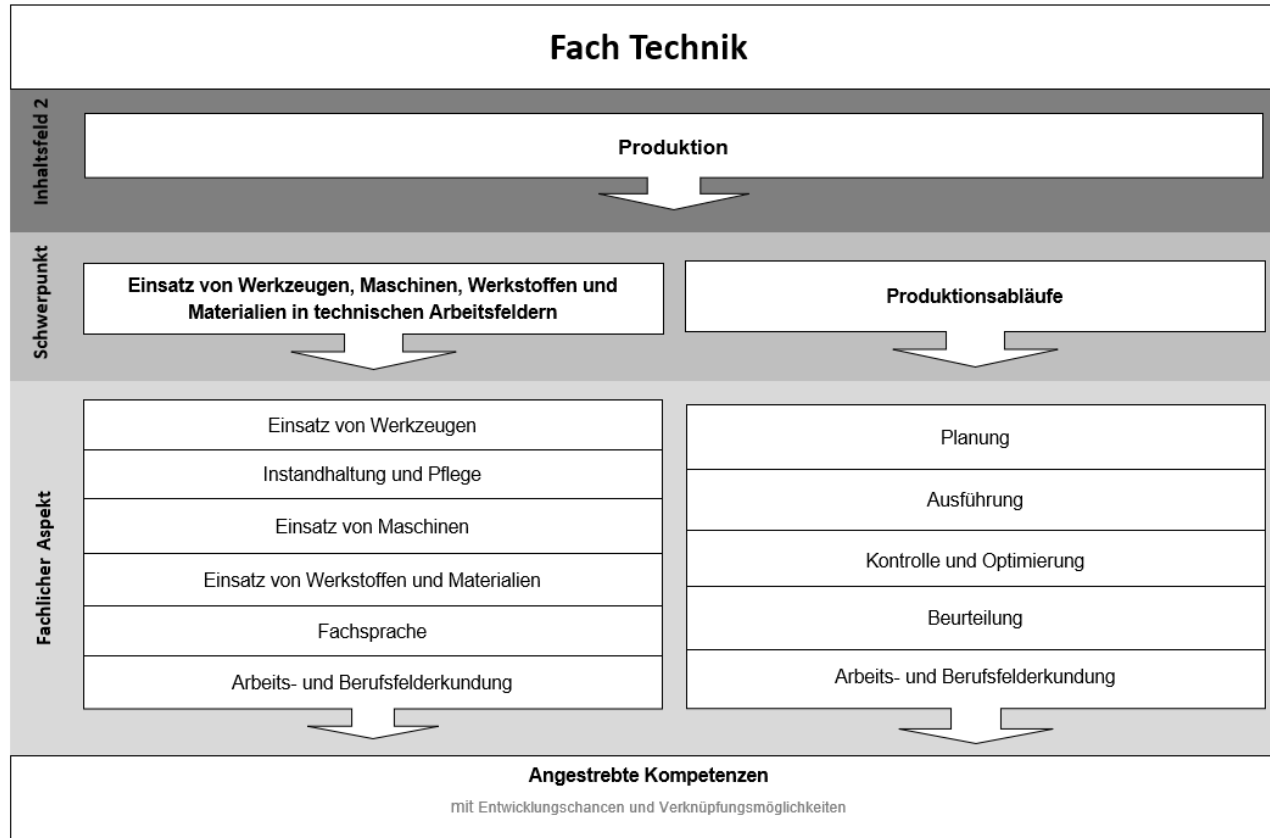 Fach Technik
Inhaltsfeld 2
Produktion
Schwerpunkt
Einsatz von Werkzeugen, Maschinen, Werkstoffen und
Materialien in technischen Arbeitsfeldern
Produktionsabläufe
Fachlicher Aspekt
Einsatz von Werkzeugen
Instandhaltung und Pflege
Einsatz von Maschinen
Einsatz von Werkstoffen und Materialien
Fachsprache
Arbeits- und Berufsfelderkundung
Planung
Ausführung
Kontrolle und Optimierung
Beurteilung
Arbeits- und Berufsfelderkundung
Angestrebte Kompetenzen
mit Entwicklungschancen und Verknüpfungsmöglichkeiten